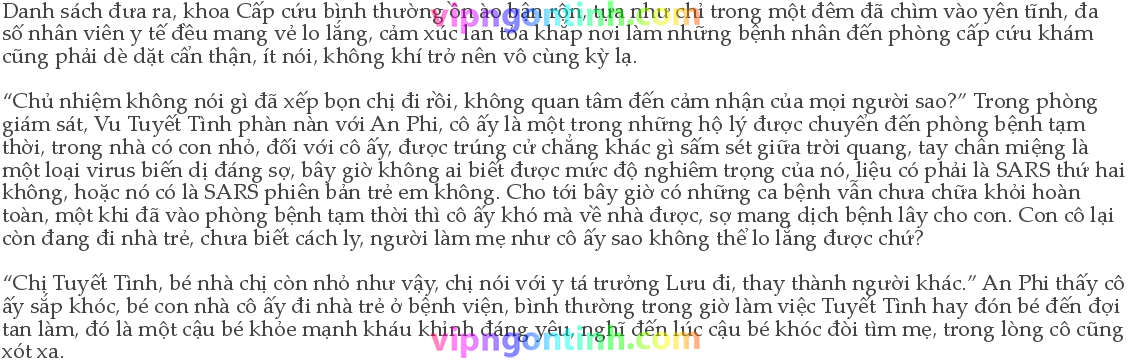 Danh sách đưa ra, khoa Cấp cứu bình thường ồn ào bận rộn, tựa như chỉ trong một đêm đã chìm vào yên tĩnh, đa
số nhân viên y tế đều mang vẻ lo lắng, cảm xúc lan tỏa khắp nơi làm những bệnh nhân đến phòng cấp cứu khám
cũng phải dè dặt cẩn thận, ít nói, không khí trở nên vô cùng kỳ lạ.
“Chủ nhiệm không nói gì đã xếp bọn chị đi rồi, không quan tâm đến cảm nhận của mọi người sao?” Trong phòng
giám sát, Vu Tuyết Tình phàn nàn với An Phi, cô ấy là một trong những hộ lý được chuyển đến phòng bệnh tạm
thời, trong nhà có con nhỏ, đối với cô ấy, được trúng cử chẳng khác gì sấm sét giữa trời quang, tay chân miệng là
một loại virus biến dị đáng sợ, bây giờ không ai biết được mức độ nghiêm trọng của nó, liệu có phải là SARS thứ hai
không, hoặc nó có là SARS phiên bản trẻ em không. Cho tới bây giờ có những ca bệnh vẫn chưa chữa khỏi hoàn
toàn, một khi đã vào phòng bệnh tạm thời thì cô ấy khó mà về nhà được, sợ mang dịch bệnh lây cho con. Con cô lại
còn đang đi nhà trẻ, chưa biết cách ly, người làm mẹ như cô ấy sao không thể lo lắng được chứ?
“Chị Tuyết Tình, bé nhà chị còn nhỏ như vậy, chị nói với y tá trưởng Lưu đi, thay thành người khác.” An Phi thấy cô
ấy sắp khóc, bé con nhà cô ấy đi nhà trẻ ở bệnh viện, bình thường trong giờ làm việc Tuyết Tình hay đón bé đến đợi
tan làm, đó là một cậu bé khỏe mạnh kháu khỉnh đáng yêu, nghĩ đến lúc cậu bé khóc đòi tìm mẹ, trong lòng cô cũng
xót xa.
vipngontinh.com
vipngontinh.com